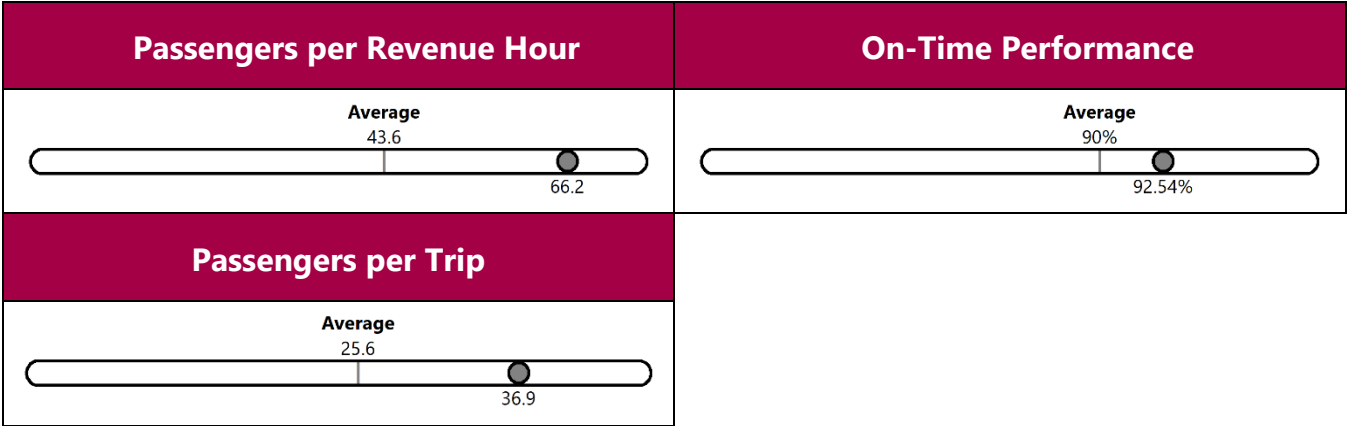 Passengers per Revenue Hour
On-Time Performance
Average
43.6
66.2
Average
90%
92.54%
Passengers per Trip
Average
25.6
36.9